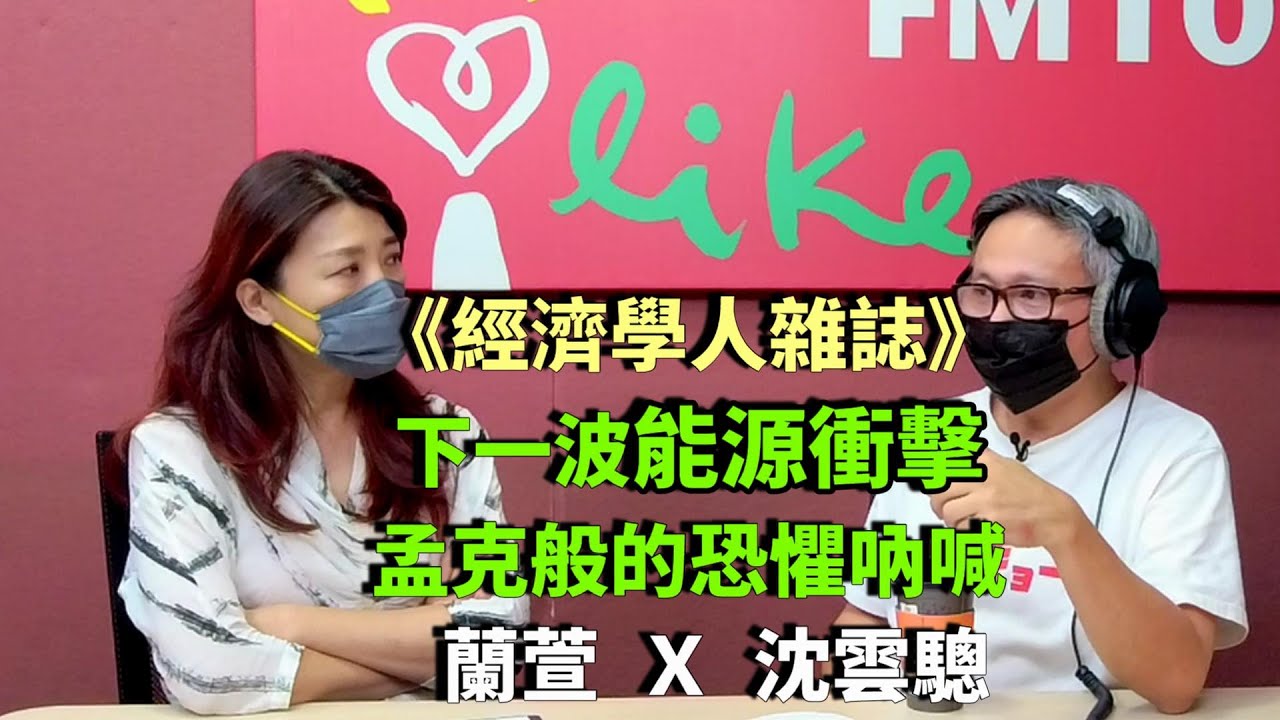 FM10
like
《經濟學人雜誌》
下一波能源衝擊
孟克般的恐懼吶喊
蘭萱 X 沈雲驄